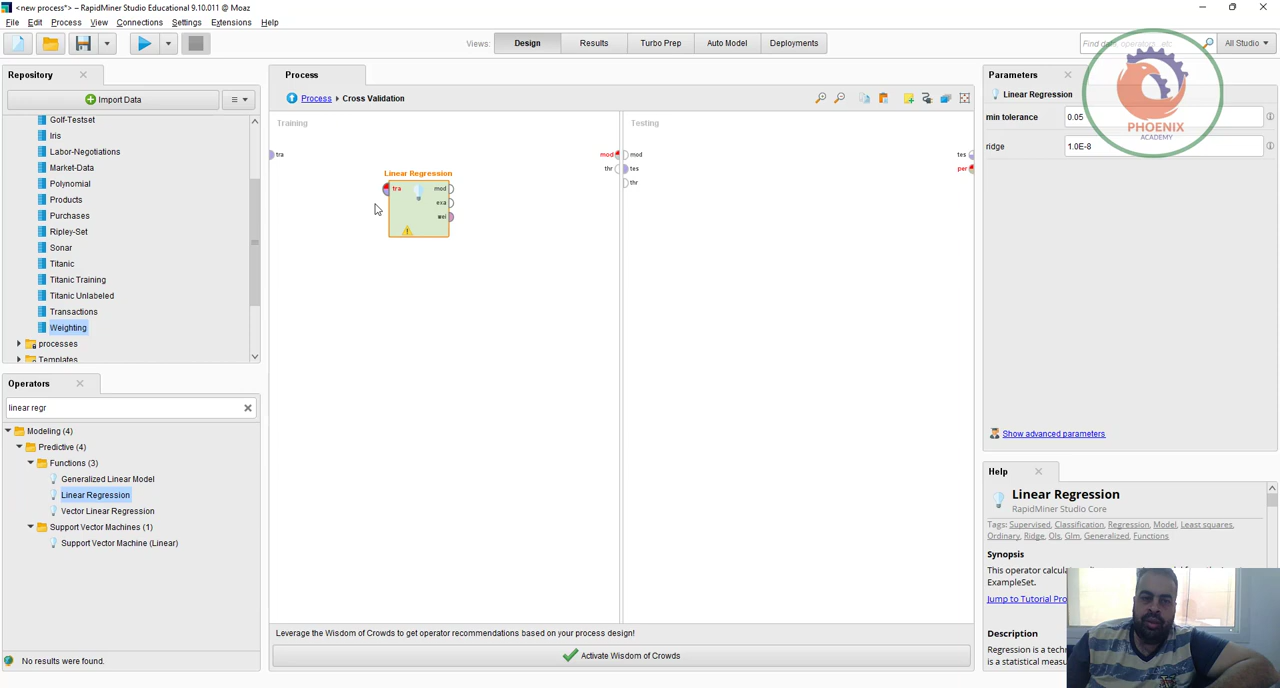 <new process*> – RapidMiner Studio Educational 9.10.011 @ Moaz
File Edit Process View Connections Settings Extensions Help
Views: Design Results Turbo Prep Auto Model Deployments
Find data, operators, etc
All Studio
PHOENIX
ACADEMY
Repository
Import Data
Golf-Testset
Iris
Labor-Negotiations
Market-Data
Polynomial
Products
Purchases
Ripley-Set
Sonar
Titanic
Titanic Training
Titanic Unlabeled
Transactions
Weighting
processes
Templates
Operators
linear regr
Modeling (4)
Predictive (4)
Functions (3)
Generalized Linear Model
Linear Regression
Vector Linear Regression
Support Vector Machines (1)
Support Vector Machine (Linear)
No results were found.
Process
Process Cross Validation
Training
tra
mod
thr
Linear Regression
tra mod
exa
wei
Testing
mod
tes
thr
tes
per
Leverage the Wisdom of Crowds to get operator recommendations based on your process design!
Activate Wisdom of Crowds
Parameters
Linear Regression
min tolerance 0.05
ridge 1.0E-8
Show advanced parameters
Help
Linear Regression
RapidMiner Studio Core
Tags: Supervised, Classification, Regression, Model, Least squares,
Ordinary, Ridge, Ols, Glm, Generalized, Functions
Synopsis
This operator
ExampleSet.
Jump to Tutorial
Description
Regression is a
is a statistical